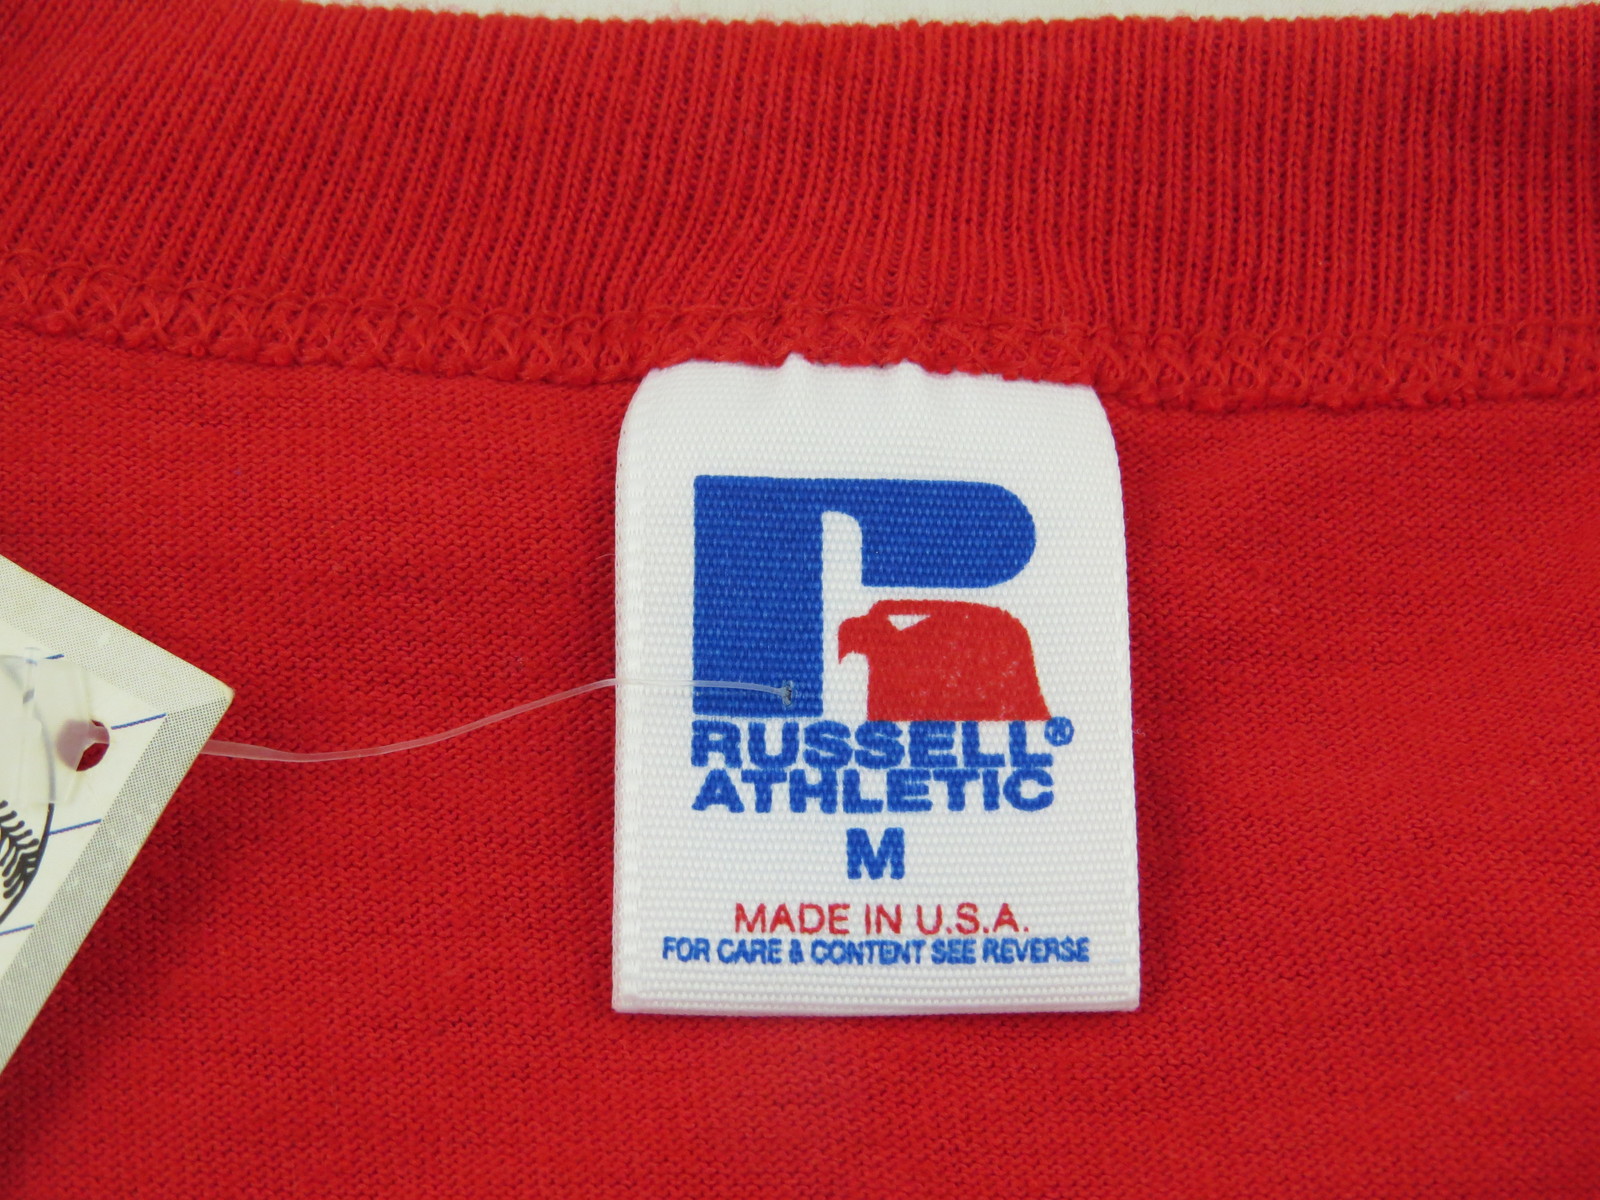 RUSSELL®
ATHLETIC
M
MADE IN U.S.A.
FOR CARE & CONTENT SEE REVERSE